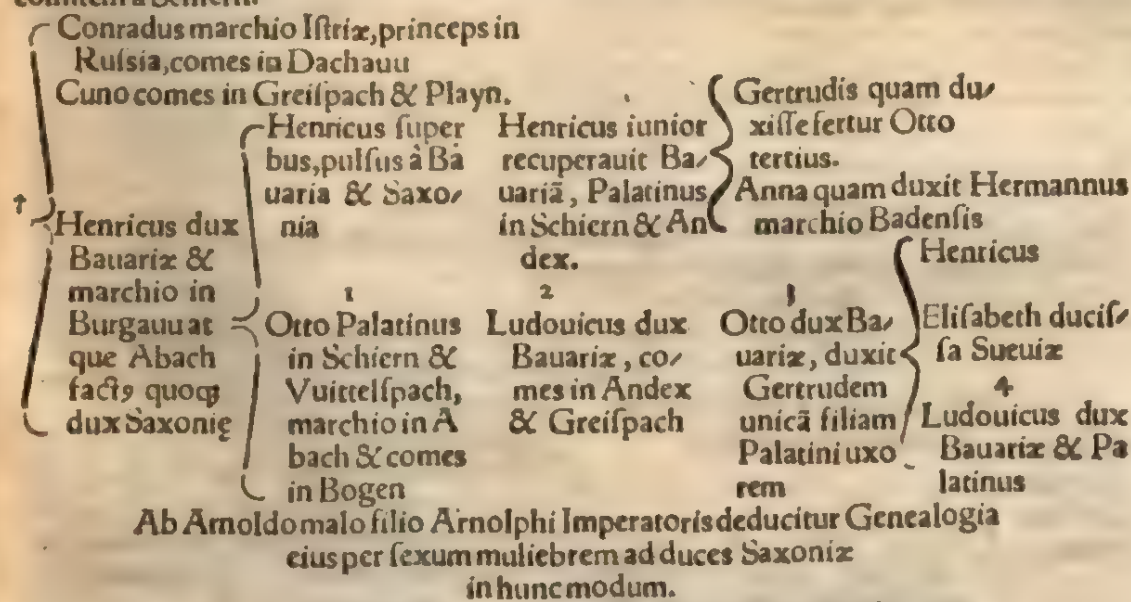 Conradus marchio Iſtriæ, princeps in
Ruſsia, comes in Dachauu
Cuno comes in Greiſpach & Playn.
Henricus dux
Bauariæ &
marchio in
Burgauu at
que Abach
factꝰ quoqꝫ
dux Saxonię
Henricus ſuper
bus, pulſus à Ba
uaria & Saxo⸗
nia
Henricus iunior
recuperauit Ba⸗
uariā, Palatinus
in Schiern & An
dex.
Gertrudis quam du⸗
xiſſe fertur Otto
tertius.
Anna quam duxit Hermannus
marchio Badenſis
1
Otto Palatinus
in Schiern &
Vuittelſpach,
marchio in A
bach & comes
in Bogen
2
Ludouicus dux
Bauariæ, co⸗
mes in Andex
& Greiſpach
3
Otto dux Ba⸗
uariæ, duxit
Gertrudem
unicā filiam
Palatini uxo
rem
Henricus
Eliſabeth duciſ⸗
ſa Sueuiæ
4
Ludouicus dux
Bauariæ & Pa
latinus
Ab Arnoldo malo filio Arnolphi Imperatoris deducitur Genealogia
eius per ſexum muliebrem ad duces Saxoniæ
in hunc modum.